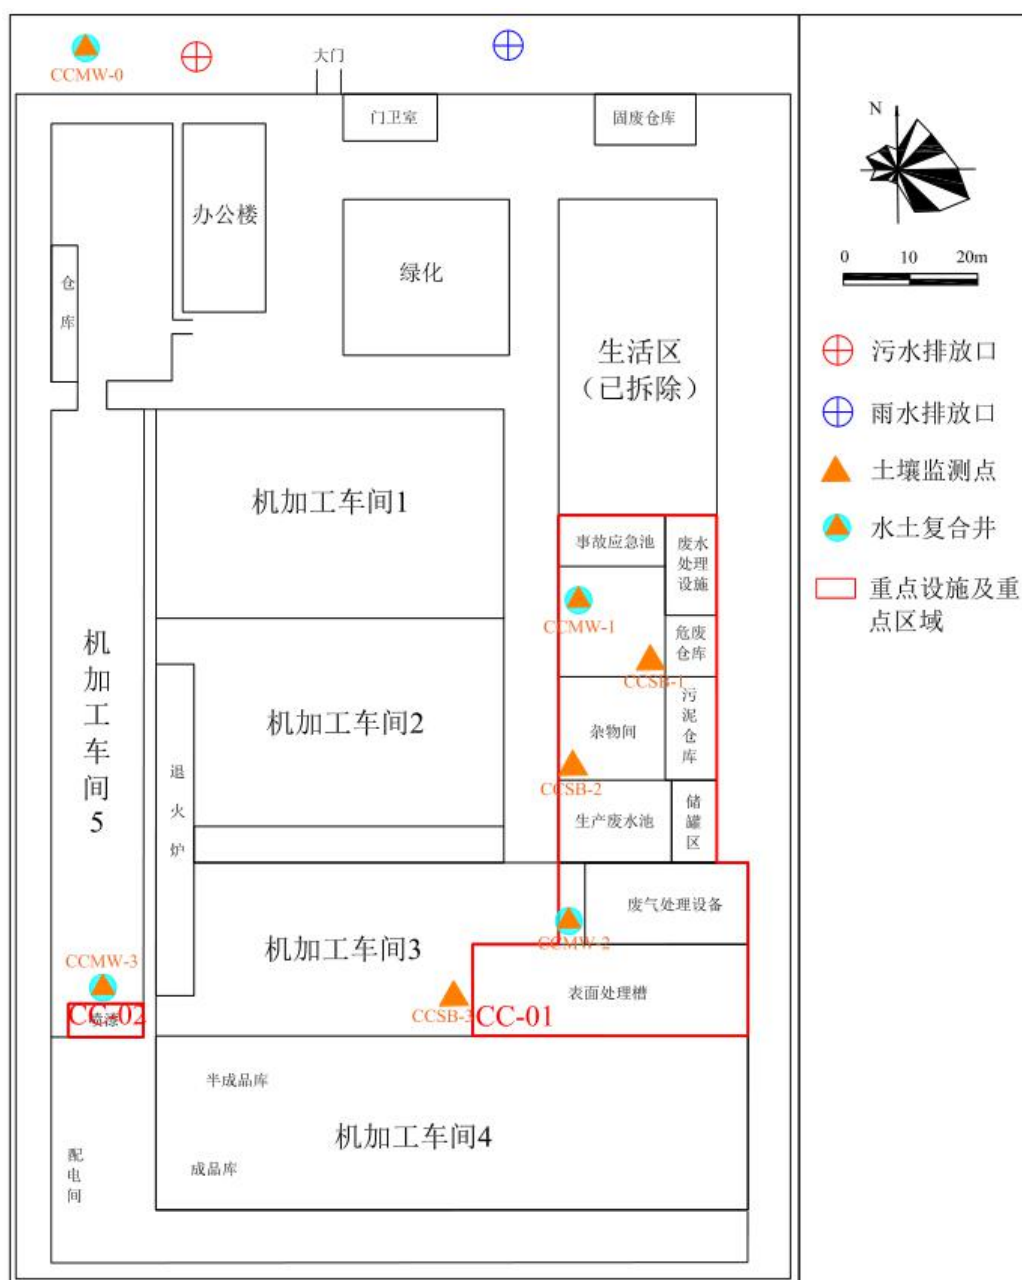 CCMW-0
大门
门卫室
固废仓库
办公楼
绿化
仓
库
生活区
（已拆除）
机加工车间1
事故应急池
废水
处理
设施
CCMW-1
危废
仓库
CCSB-1
机
加
工
车
间
5
机加工车间2
退
火
炉
杂物间
污
泥
仓
库
CCSB-2
生产废水池
储
罐
区
废气处理设备
CCMW-2
机加工车间3
CCMW-3
CC-02
喷漆
CCSB-3
CC-01
表面处理槽
半成品库
机加工车间4
成品库
配
电
间
N
0 10 20m
污水排放口
雨水排放口
土壤监测点
水土复合井
重点设施及重
点区域